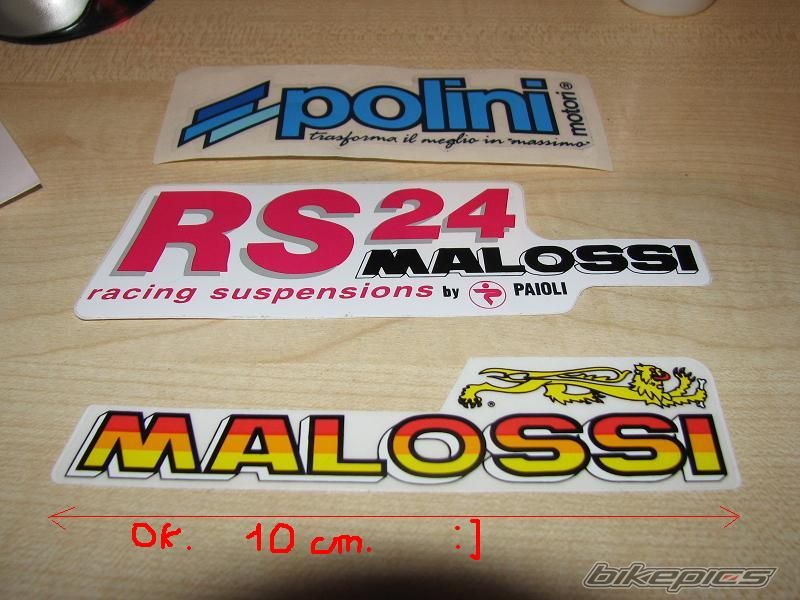 polini motori®
trasforma il meglio in "massimo"
RS24
MALOSSI
racing suspensions by PAIOLI
®
MALOSSI
OK. 10 cm. :]
bikepics